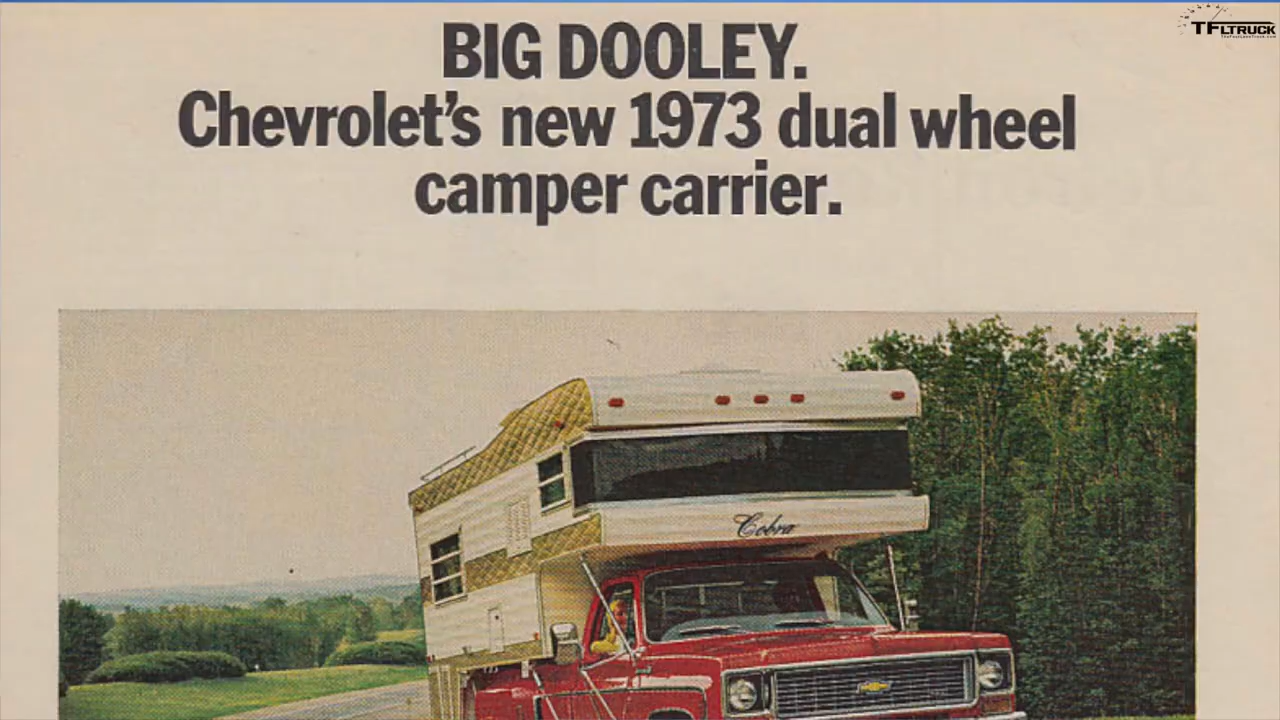 TFLTRUCK
BIG DOOLEY.
Chevrolet's new 1973 dual wheel
camper carrier.
Cobra